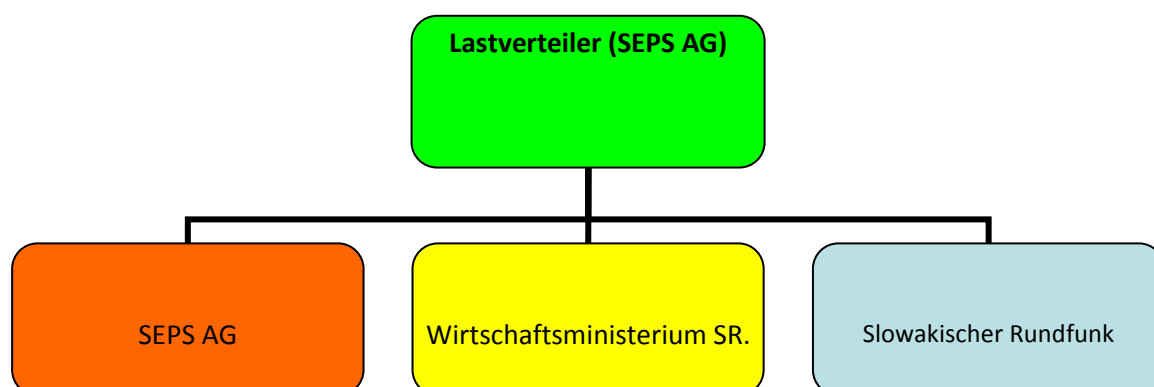 Lastverteiler (SEPS AG)
SEPS AG
Wirtschaftsministerium SR.
Slowakischer Rundfunk